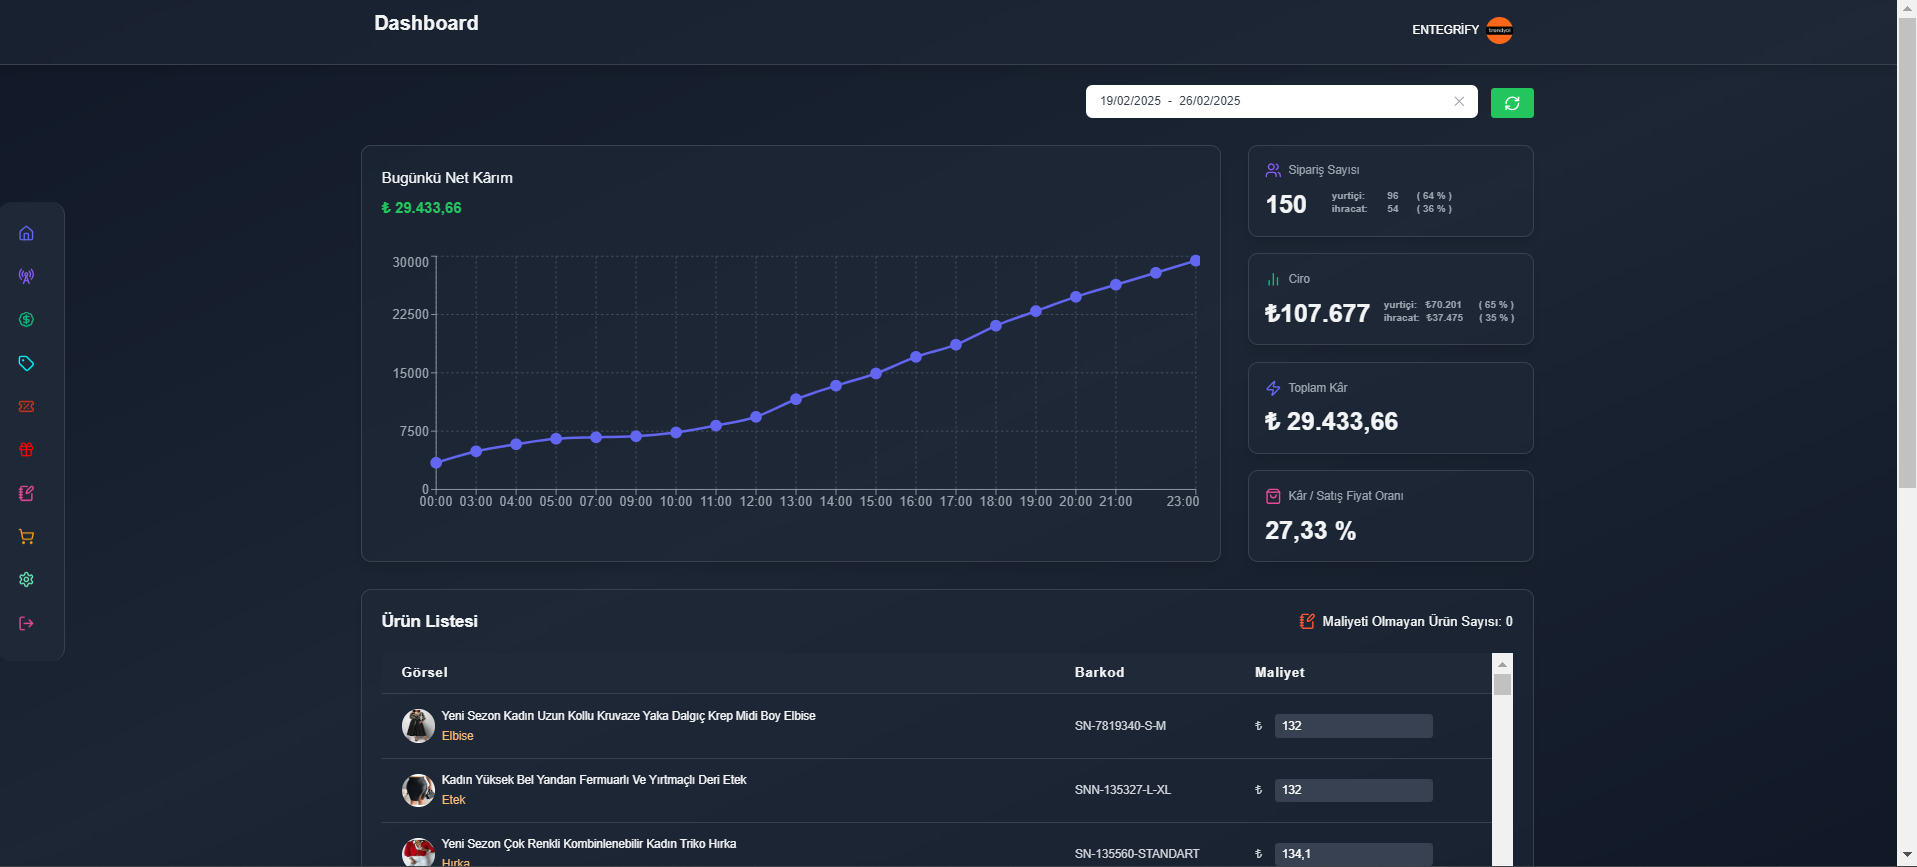 Dashboard
ENTEGRİFY
trendyol
19/02/2025 - 26/02/2025
Bugünkü Net Kârım
₺ 29.433,66
30000
22500
15000
7500
0
00:00 03:00 04:00 05:00 07:00 09:00 10:00 11:00 12:00 13:00 14:00 15:00 16:00 17:00 18:00 19:00 20:00 21:00 23:00
Sipariş Sayısı
150
yurtiçi: 96 ( 64 % )
ihracat: 54 ( 36 % )
Ciro
₺107.677
yurtiçi: ₺70.201 ( 65 % )
ihracat: ₺37.475 ( 35 % )
Toplam Kâr
₺ 29.433,66
Kâr / Satış Fiyat Oranı
27,33 %
Ürün Listesi
Maliyeti Olmayan Ürün Sayısı: 0
Görsel Barkod Maliyet
Yeni Sezon Kadın Uzun Kollu Kruvaze Yaka Dalgıç Krep Midi Boy Elbise
Elbise
SN-7819340-S-M ₺ 132
Kadın Yüksek Bel Yandan Fermuarlı Ve Yırtmaçlı Deri Etek
Etek
SNN-135327-L-XL ₺ 132
Yeni Sezon Çok Renkli Kombinlenebilir Kadın Triko Hırka
Hırka
SN-135560-STANDART ₺ 134,1